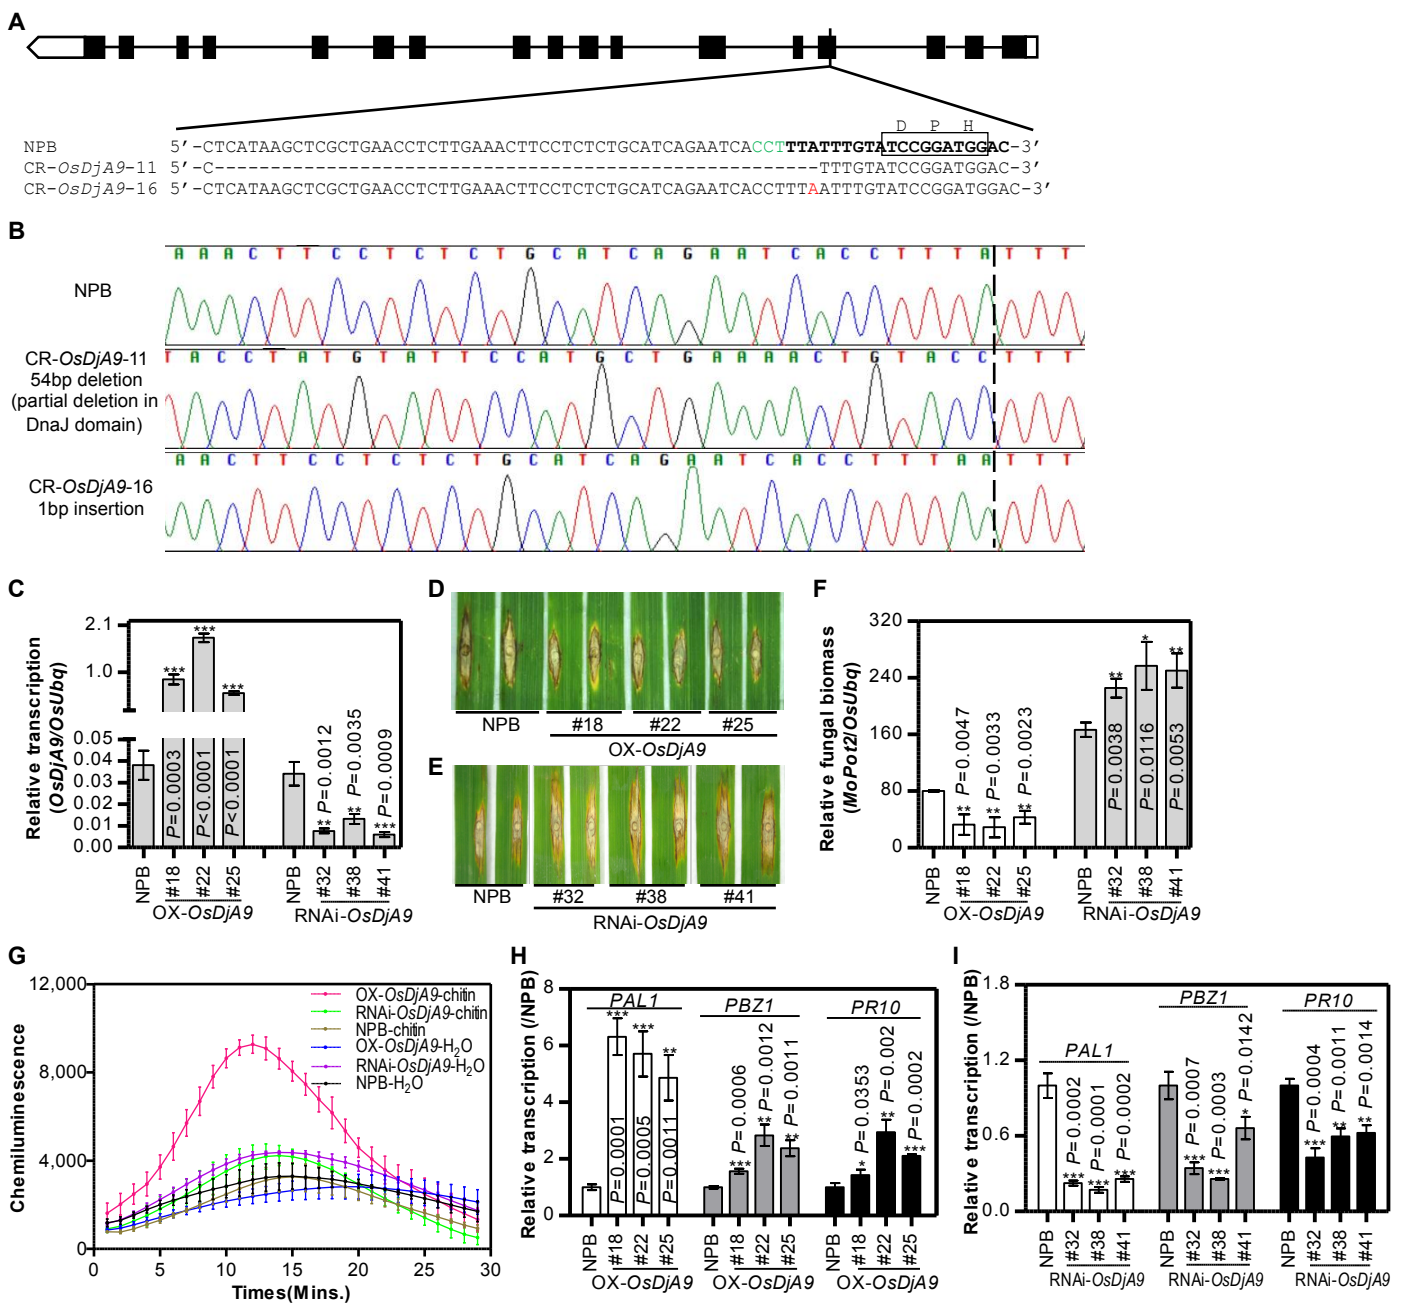 A
D P H
NPB 5’-CTCATAAGCTCGCTGAACCTCTTGAAACTTCCTCTCTGCATCAGAATCACCTTTATTTGTATCCGGATGGAC-3’
CR-OsDjA9-11 5’-C-----------------------------------------------------TTTGTATCCGGATGGAC-3’
CR-OsDjA9-16 5’-CTCATAAGCTCGCTGAACCTCTTGAAACTTCCTCTCTGCATCAGAATCACCTTTAATTTGTATCCGGATGGAC-3’
B
A A A C T T C C T C T C T G C A T C A G A A T C A C C T T T A T T T
NPB
T A C C T A T G T A T T C C A T G C T G A A A A C T G T A C C T T T
CR-OsDjA9-11
54bp deletion
(partial deletion in
DnaJ domain)
A A C T T C C T C T C T G C A T C A G A A T C A C C T T T A A T T T
CR-OsDjA9-16
1bp insertion
C
Relative transcription
(OsDjA9/OsUbq)
2.1
1.0
0.05
0.04
0.03
0.02
0.01
0.00
*** *** ***
P=0.0003 P<0.0001 P<0.0001
** ** ***
P=0.0012 P=0.0035 P=0.0009
NPB #18 #22 #25 NPB #32 #38 #41
OX-OsDjA9 RNAi-OsDjA9
D
NPB #18 #22 #25
OX-OsDjA9
E
NPB #32 #38 #41
RNAi-OsDjA9
F
Relative fungal biomass
(MoPot2/OsUbq)
320
240
160
80
0
** ** **
P=0.0047 P=0.0033 P=0.0023
** * **
P=0.0038 P=0.0116 P=0.0053
NPB #18 #22 #25 NPB #32 #38 #41
OX-OsDjA9 RNAi-OsDjA9
G
Chemiluminescence
12,000
8,000
4,000
0
OX-OsDjA9-chitin
RNAi-OsDjA9-chitin
NPB-chitin
OX-OsDjA9-H2O
RNAi-OsDjA9-H2O
NPB-H2O
0 5 10 15 20 25 30
Times(Mins.)
H
Relative transcription (/NPB)
8
6
4
2
0
PAL1 PBZ1 PR10
*** *** **
P=0.0001 P=0.0005 P=0.0011
*** ** **
P=0.0006 P=0.0012 P=0.0011
* ** ***
P=0.0353 P=0.002 P=0.0002
NPB #18 #22 #25 NPB #18 #22 #25 NPB #18 #22 #25
OX-OsDjA9 OX-OsDjA9 OX-OsDjA9
I
Relative transcription (/NPB)
1.8
1.2
0.6
0.0
PAL1 PBZ1 PR10
*** *** ***
P=0.0002 P=0.0001 P=0.0002
*** *** *
P=0.0007 P=0.0003 P=0.0142
*** ** **
P=0.0004 P=0.0011 P=0.0014
NPB #32 #38 #41 NPB #32 #38 #41 NPB #32 #38 #41
RNAi-OsDjA9 RNAi-OsDjA9 RNAi-OsDjA9